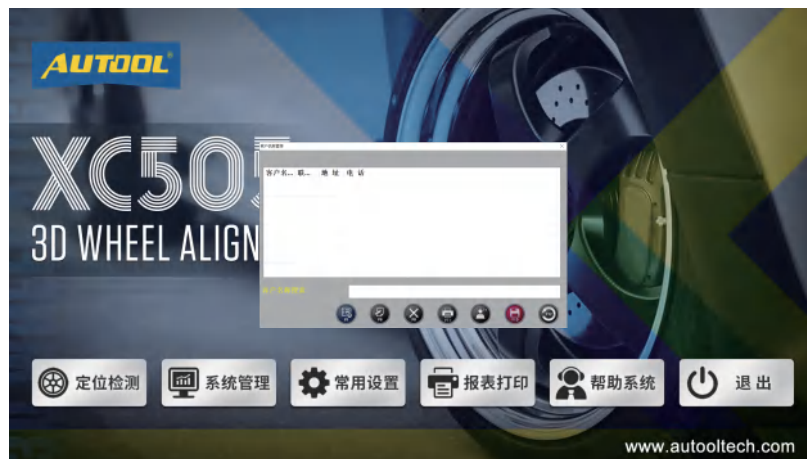 AUTOOL
XC505
3D WHEEL ALIGN
客户名... 联... 地址 电话
定位检测
系统管理
常用设置
报表打印
帮助系统
退出
www.autooltech.com